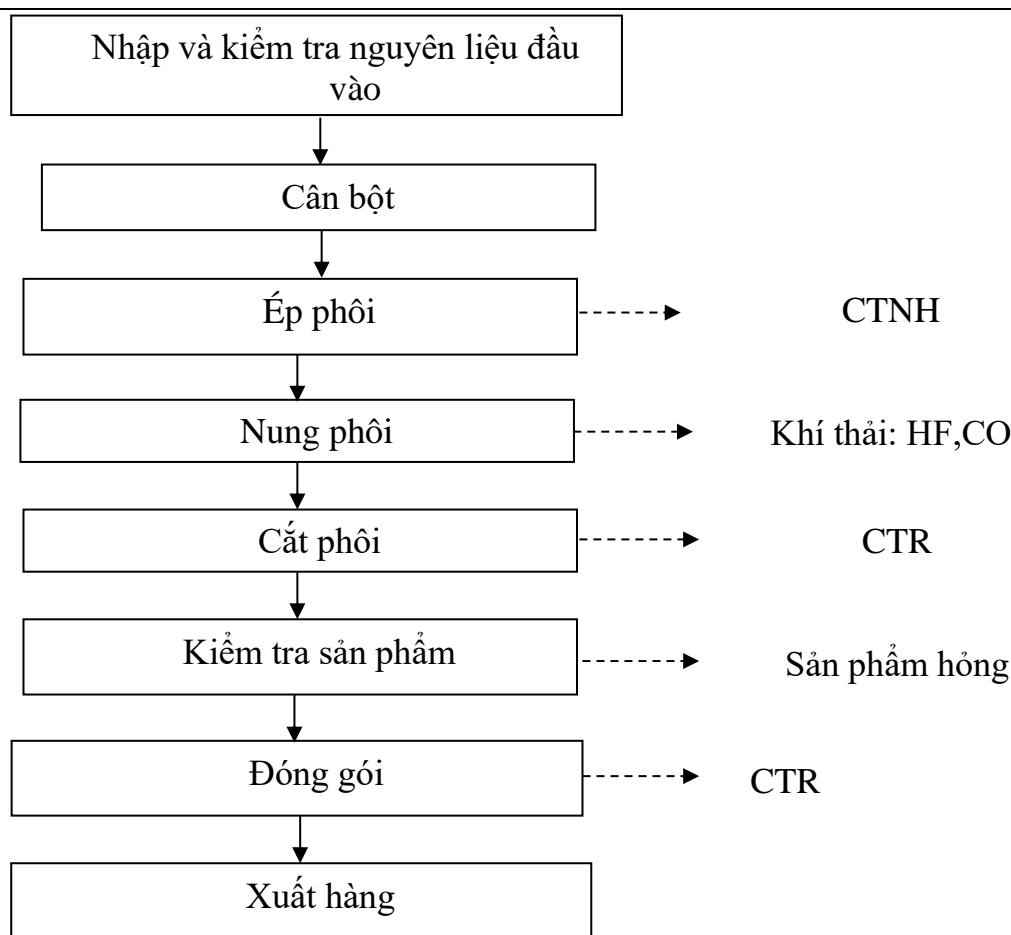 Nhập và kiểm tra nguyên liệu đầu
vào
Cân bột
Ép phôi
CTNH
Nung phôi
Khí thải: HF,CO
Cắt phôi
CTR
Kiểm tra sản phẩm
Sản phẩm hỏng
Đóng gói
CTR
Xuất hàng